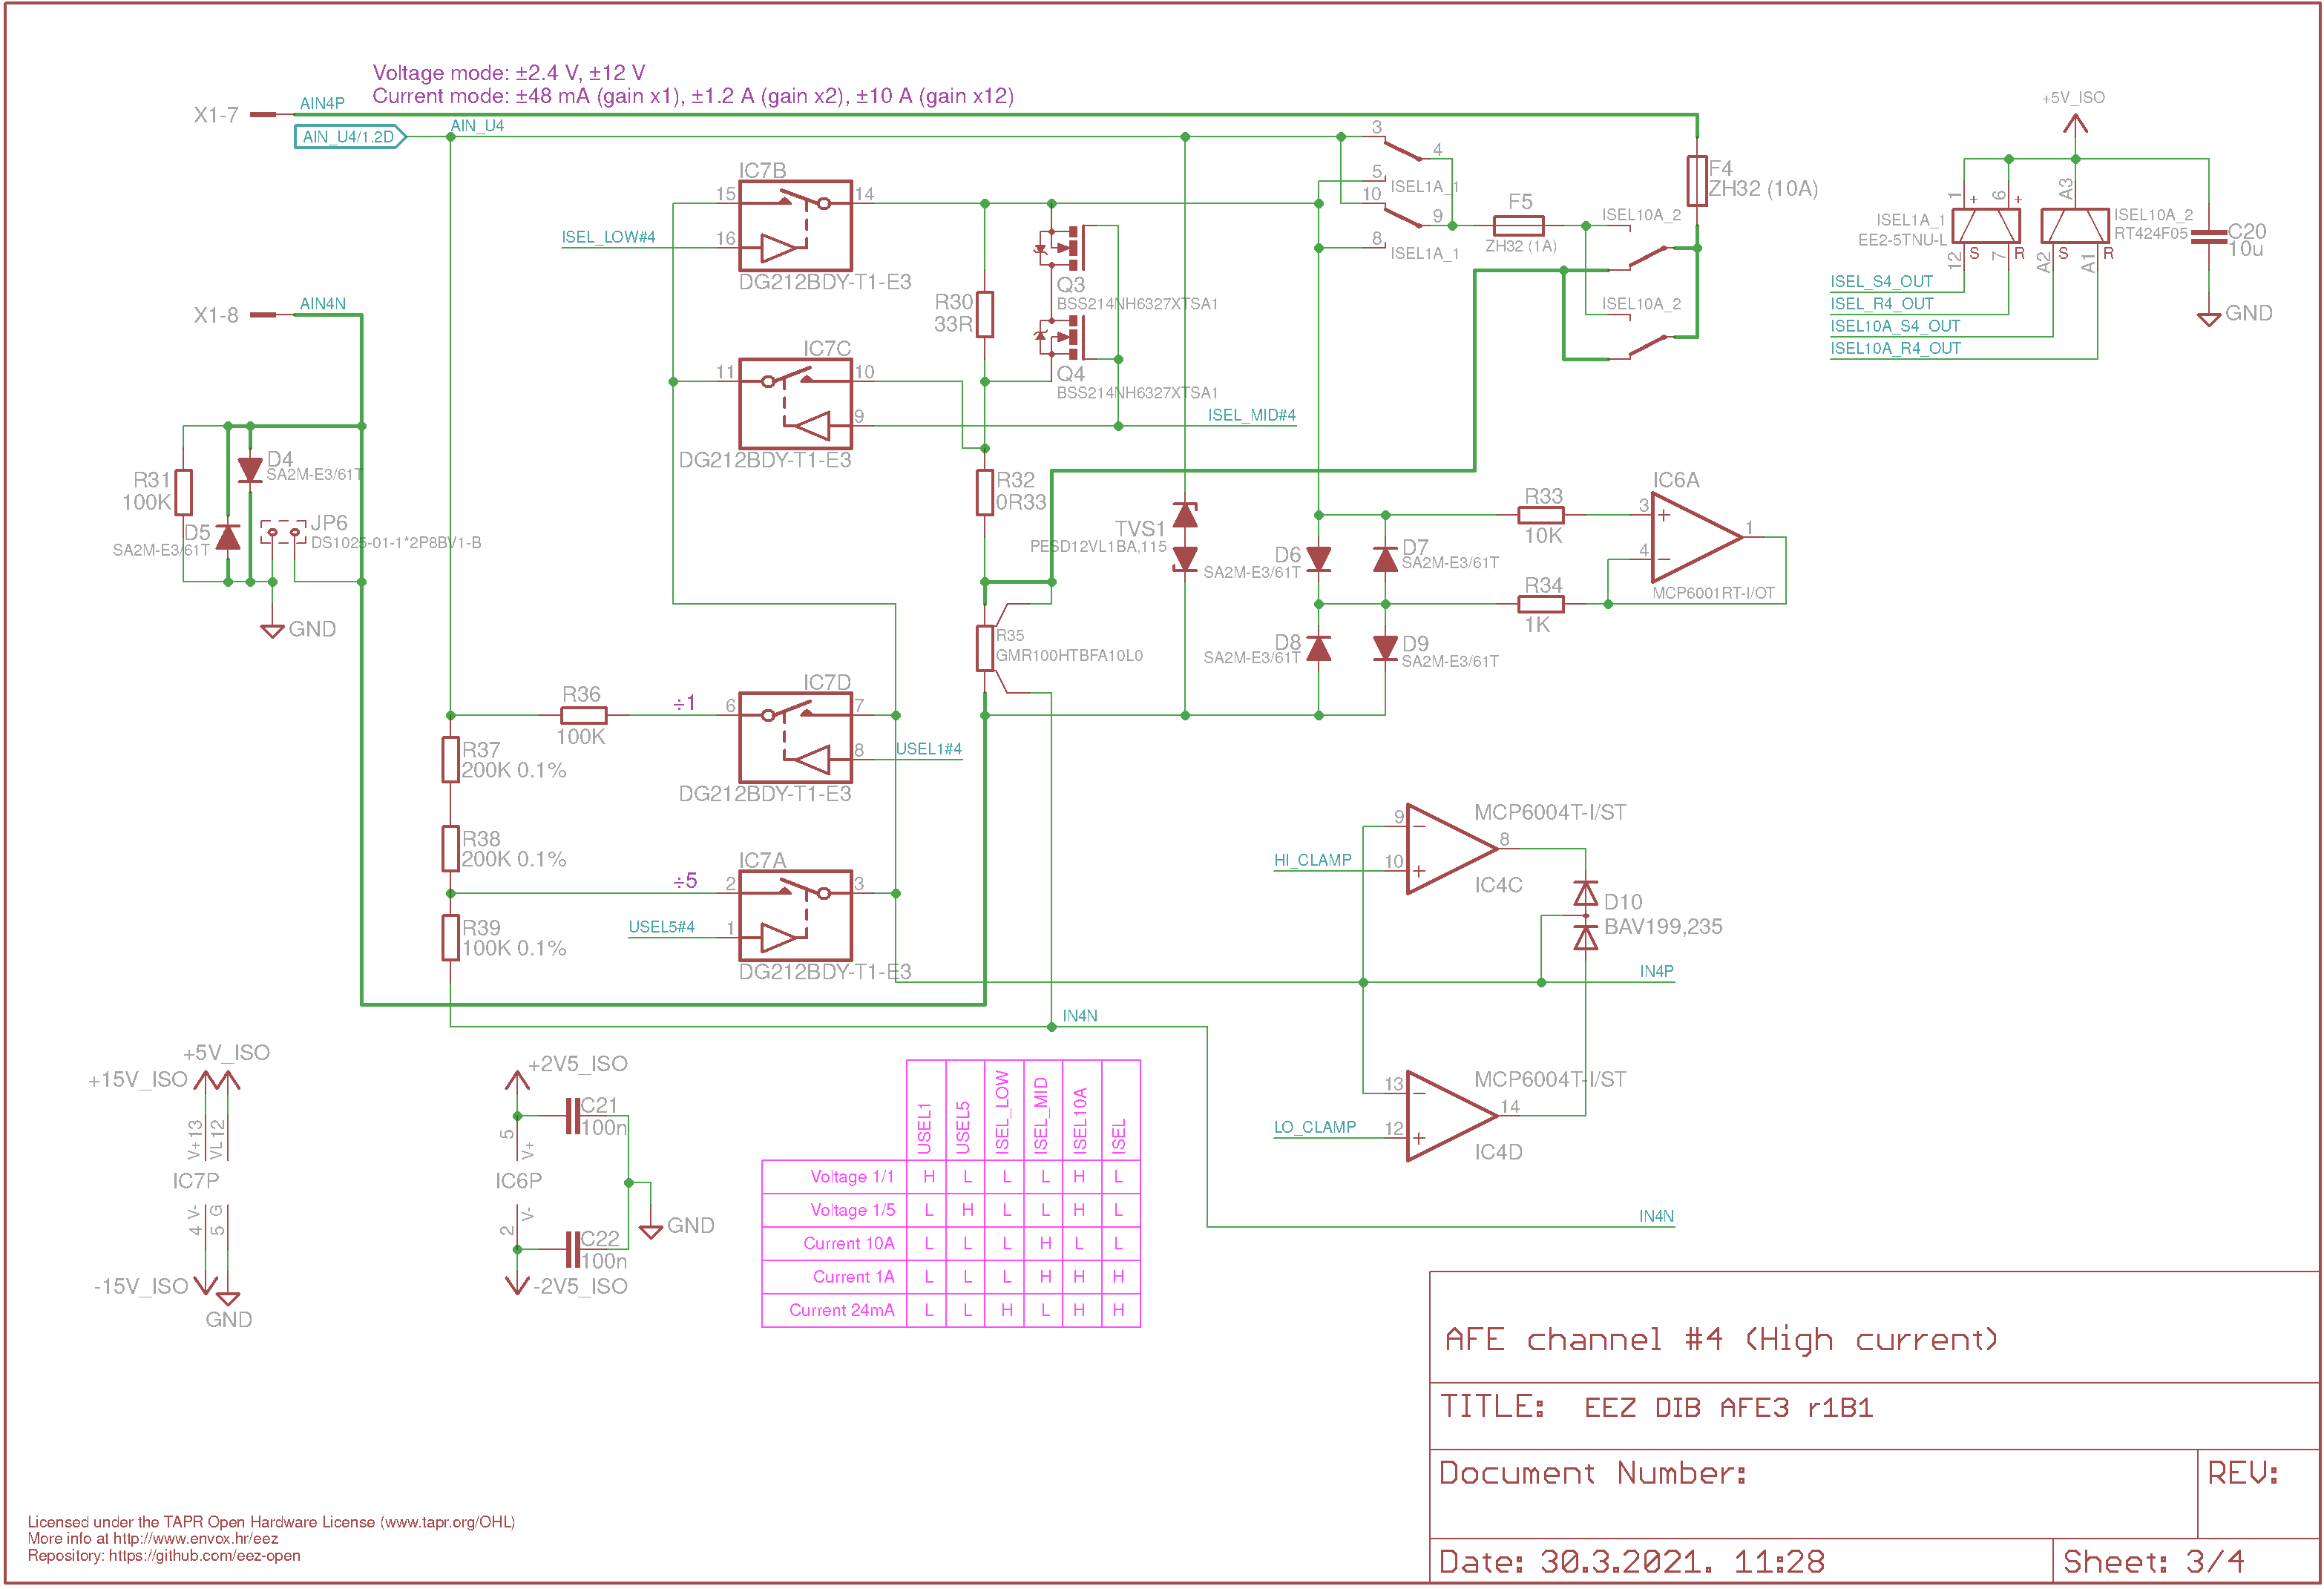 Voltage mode: ±2.4 V, ±12 V
Current mode: ±48 mA (gain x1), ±1.2 A (gain x2), ±10 A (gain x12)
X1-7
AIN4P
AIN_U4/1.2D
AIN_U4
IC7B
15
14
16
ISEL_LOW#4
DG212BDY-T1-E3
3
4
5
ISEL1A_1
10
9
8
ISEL1A_1
F5
ZH32 (1A)
ISEL10A_2
ISEL10A_2
F4
ZH32 (10A)
+5V_ISO
1
+
6
+
A3
ISEL1A_1
EE2-5TNU-L
12
S
7
R
ISEL10A_2
RT424F05
A2
S
A1
R
C20
10u
GND
ISEL_S4_OUT
ISEL_R4_OUT
ISEL10A_S4_OUT
ISEL10A_R4_OUT
X1-8
AIN4N
R30
33R
Q3
BSS214NH6327XTSA1
Q4
BSS214NH6327XTSA1
IC7C
11
10
9
ISEL_MID#4
DG212BDY-T1-E3
R31
100K
D4
SA2M-E3/61T
D5
SA2M-E3/61T
JP6
DS1025-01-1*2P8BV1-B
GND
R32
0R33
TVS1
PESD12VL1BA,115
R33
10K
IC6A
3
+
4
−
1
MCP6001RT-I/OT
D6
SA2M-E3/61T
D7
SA2M-E3/61T
R34
1K
D8
SA2M-E3/61T
D9
SA2M-E3/61T
R35
GMR100HTBFA10L0
R36
100K
÷1
IC7D
6
7
8
USEL1#4
DG212BDY-T1-E3
R37
200K 0.1%
R38
200K 0.1%
÷5
IC7A
2
3
1
USEL5#4
DG212BDY-T1-E3
R39
100K 0.1%
MCP6004T-I/ST
9
−
8
HI_CLAMP
10
+
IC4C
D10
BAV199,235
IN4P
IN4N
MCP6004T-I/ST
13
−
14
LO_CLAMP
12
+
IC4D
IN4N
+5V_ISO
+15V_ISO
V+
13
VL
12
IC7P
4
V-
5
G
-15V_ISO
GND
+2V5_ISO
C21
100n
5
V+
IC6P
2
V-
GND
C22
100n
-2V5_ISO
USEL1 USEL5 ISEL_LOW ISEL_MID ISEL10A ISEL
Voltage 1/1 H L L L H L
Voltage 1/5 L H L L H L
Current 10A L L L H L L
Current 1A L L L H H H
Current 24mA L L H L H H
AFE channel #4 (High current)
TITLE: EEZ DIB AFE3 r1B1
Document Number:
REV:
Date: 30.3.2021. 11:28
Sheet: 3/4
Licensed under the TAPR Open Hardware License (www.tapr.org/OHL)
More info at http://www.envox.hr/eez
Repository: https://github.com/eez-open